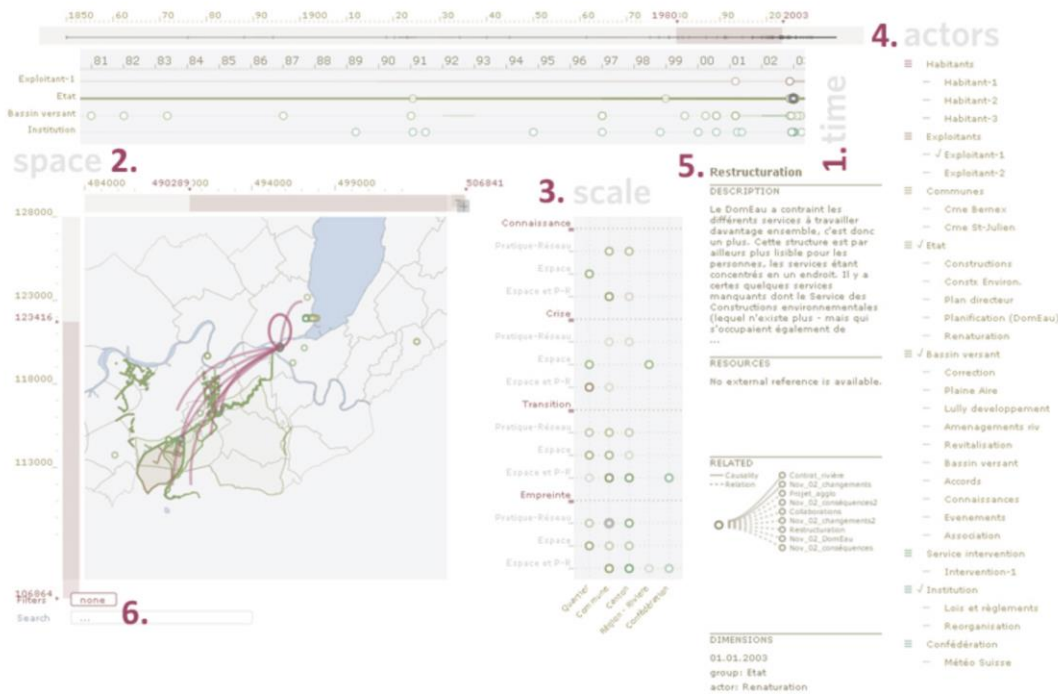 1850 ,60 ,70 80 ,90 1900 ,10 ,20 ,30 ,40 ,50 ,60 ,70 1980 ,90 ,20 2003
4. actors
81 82 83 84 85 86 87 88 89 90 91 92 93 94 95 96 97 98 99 00 01 02 03
Exploitant-1
Etat
Bassin versant
Institution
1. time
space 2.
484000 490289 494000 499000 506841
128000
123000
123416
118000
113000
106864
Filters none
Search ...
6.
3. scale
Connaissance
Pratique-Réseau
Espace
Espace et P-R
Crise
Pratique-Réseau
Espace
Espace et P-R
Transition
Pratique-Réseau
Espace
Espace et P-R
Empreinte
Pratique-Réseau
Espace
Espace et P-R
Quartier
Commune
Canton
Région - Rivière
Confédération
5. Restructuration
DESCRIPTION
Le DomEau a contraint les
différents services à travailler
davantage ensemble, c'est donc
un plus. Cette structure est par
ailleurs plus lisible pour les
personnes, les services étant
concentrés en un endroit. Il y a
certes quelques services
manquants dont le Service des
Constructions environnementales
(lequel n'existe plus - mais qui
s'occupaient également de
...
RESOURCES
No external reference is available.
RELATED
Causality
Relation
Contrat_rivière
Nov_02_changements
Projet_agglo
Nov_02_conséquences2
Collaborations
Nov_02_changements2
Restructuration
Nov_02_DomEau
Nov_02_conséquences
DIMENSIONS
01.01.2003
group: Etat
actor: Renaturation
Habitants
Habitant-1
Habitant-2
Habitant-3
Exploitants
Exploitant-1
Exploitant-2
Communes
Cme Bernex
Cme St-Julien
Etat
Constructions
Consts Environ.
Plan directeur
Planification (DomEau)
Renaturation
Bassin versant
Correction
Plaine Aire
Lully developpement
Amenagements riv
Revitalisation
Bassin versant
Accords
Connaissances
Evenements
Association
Service intervention
Intervention-1
Institution
Lois et règlements
Reorganisation
Confédération
Météo Suisse